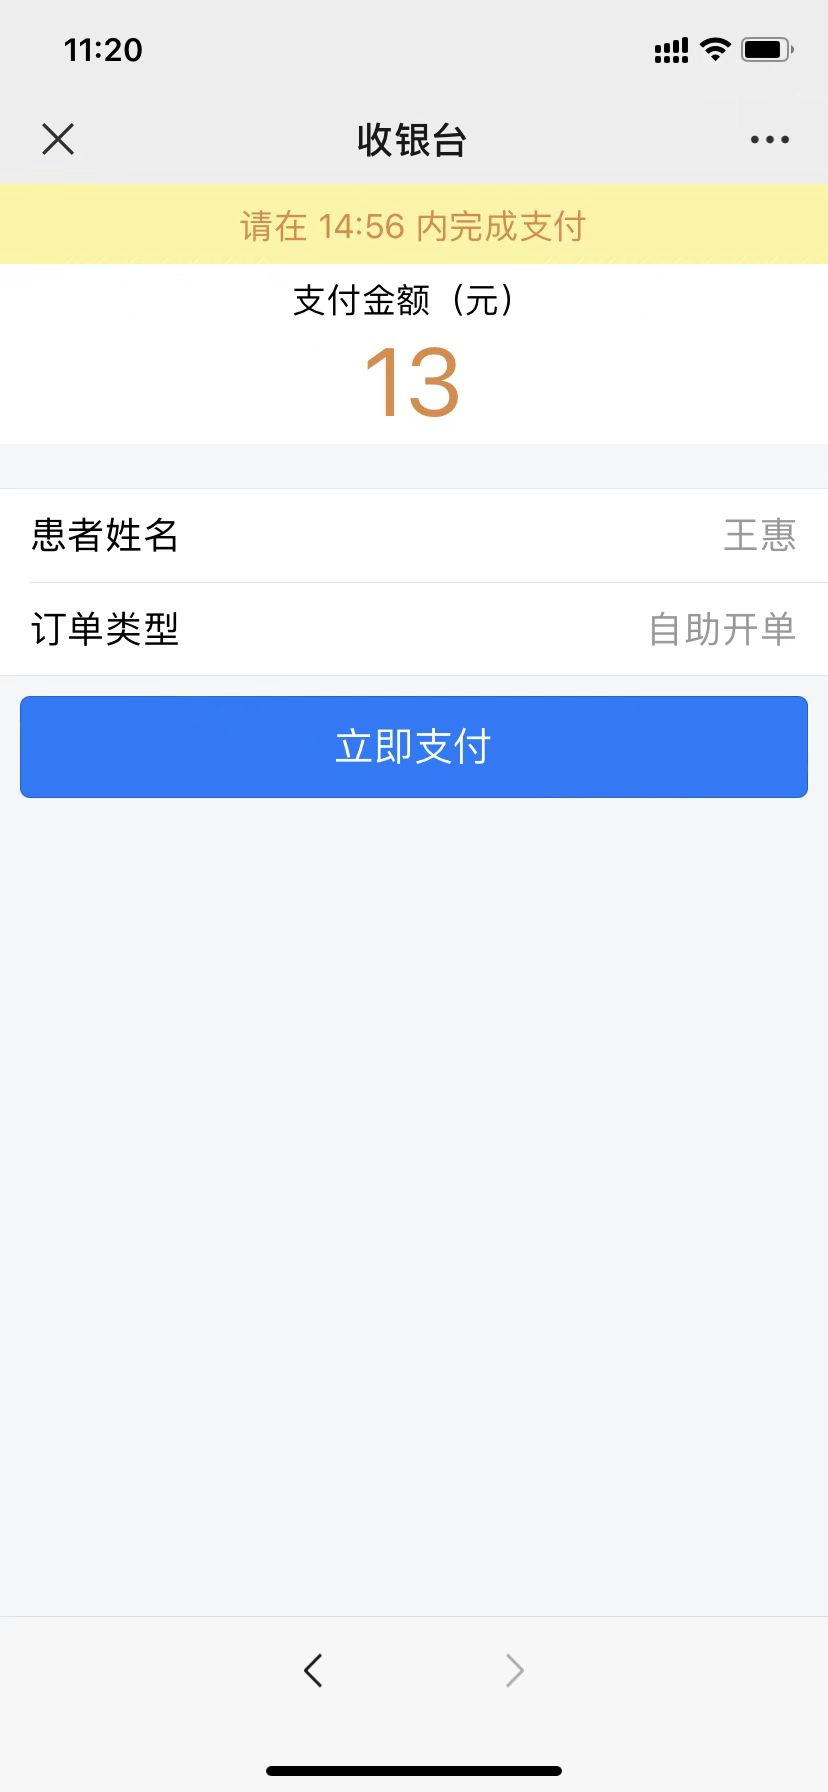 11:20
收银台
请在 14:56 内完成支付
支付金额（元）
13
患者姓名 王惠
订单类型 自助开单
立即支付